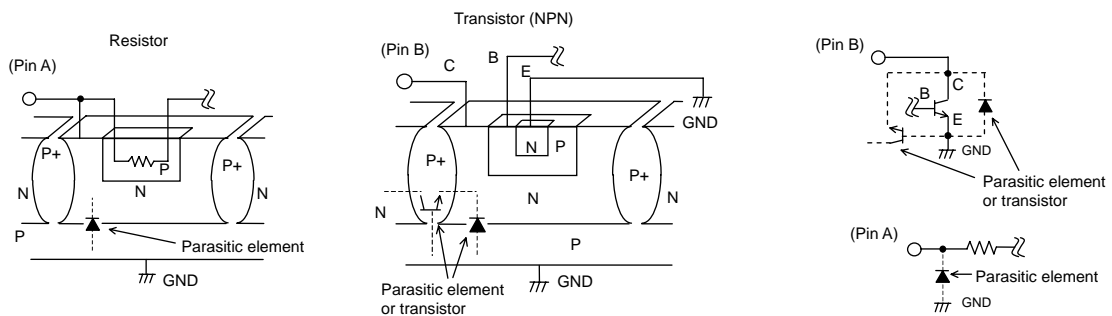 Resistor
(Pin A)
P+
P
P+
N
N
N
P
Parasitic element
GND
Transistor (NPN)
(Pin B)
C
B
E
GND
P+
N
P
P+
N
N
N
P
GND
Parasitic element
or transistor
(Pin B)
C
B
E
GND
Parasitic element
or transistor
(Pin A)
Parasitic element
GND